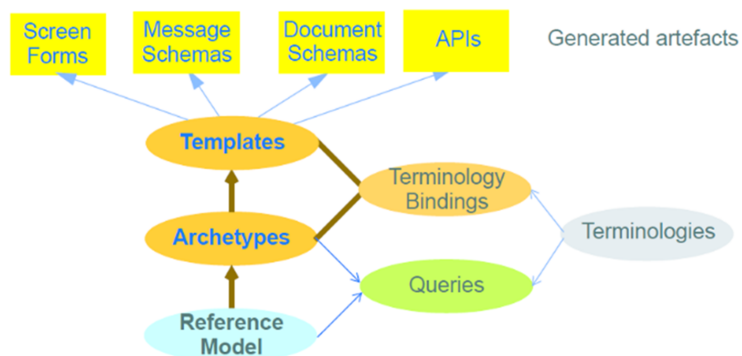 Screen
Forms
Message
Schemas
Document
Schemas
APIs
Generated artefacts
Templates
Terminology
Bindings
Archetypes
Terminologies
Queries
Reference
Model